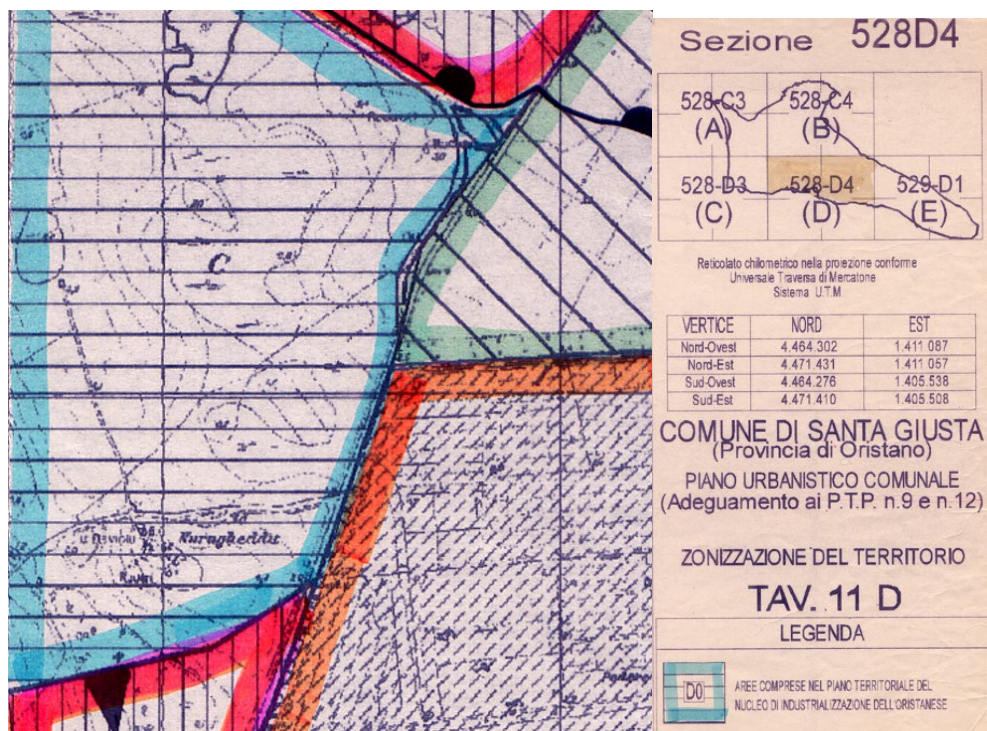 C
Nuragheddu
Sezione 528D4
528-C3 528-C4
(A) (B)
528-D3 528-D4 529-D1
(C) (D) (E)
Reticolato chilometrico nella proiezione conforme
Universale Traversa di Mercatone
Sistema U.T.M
VERTICE NORD EST
Nord-Ovest 4.464.302 1.411.087
Nord-Est 4.471.431 1.411.057
Sud-Ovest 4.464.276 1.405.538
Sud-Est 4.471.410 1.405.508
COMUNE DI SANTA GIUSTA
(Provincia di Oristano)
PIANO URBANISTICO COMUNALE
(Adeguamento ai P.T.P. n.9 e n.12)
ZONIZZAZIONE DEL TERRITORIO
TAV. 11 D
LEGENDA
D0
AREE COMPRESE NEL PIANO TERRITORIALE DEL
NUCLEO DI INDUSTRIALIZZAZIONE DELL'ORISTANESE